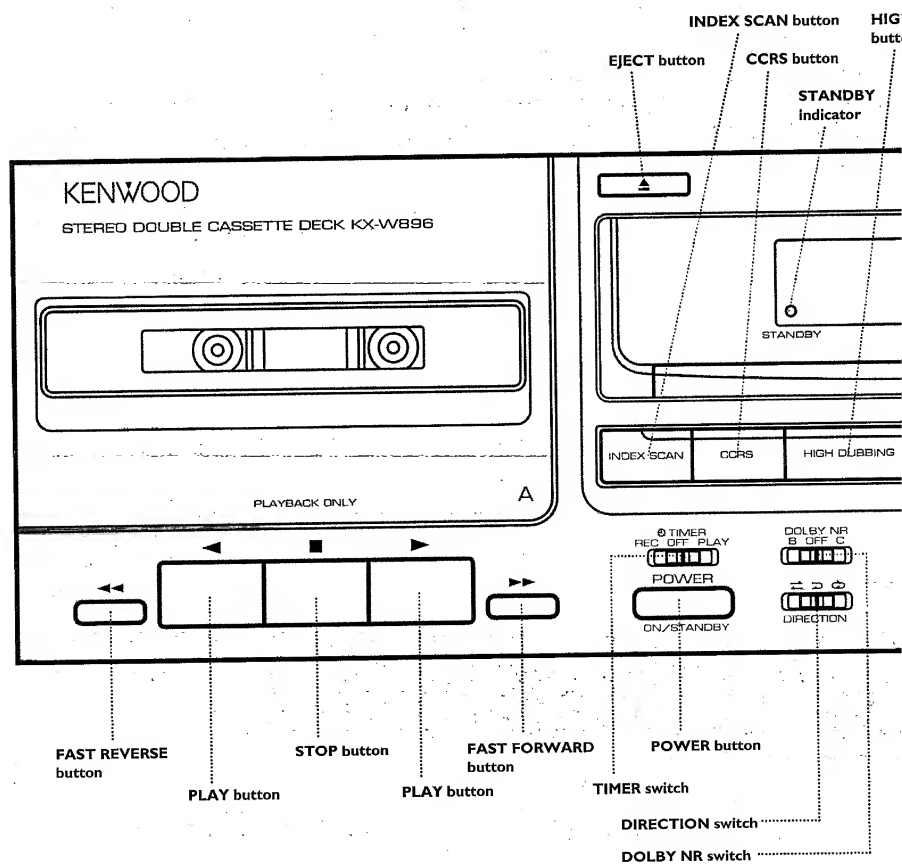 INDEX SCAN button
HIG
butto
EJECT button
CCRS button
STANDBY
indicator
KENWOOD
STEREO DOUBLE CASSETTE DECK KX-W896
STANDBY
INDEX SCAN
CCRS
HIGH DUBBING
PLAYBACK ONLY
A
TIMER
REC OFF PLAY
DOLBY NR
B OFF C
POWER
ON/STANDBY
DIRECTION
FAST REVERSE
button
STOP button
FAST FORWARD
button
POWER button
PLAY button
PLAY button
TIMER switch
DIRECTION switch
DOLBY NR switch